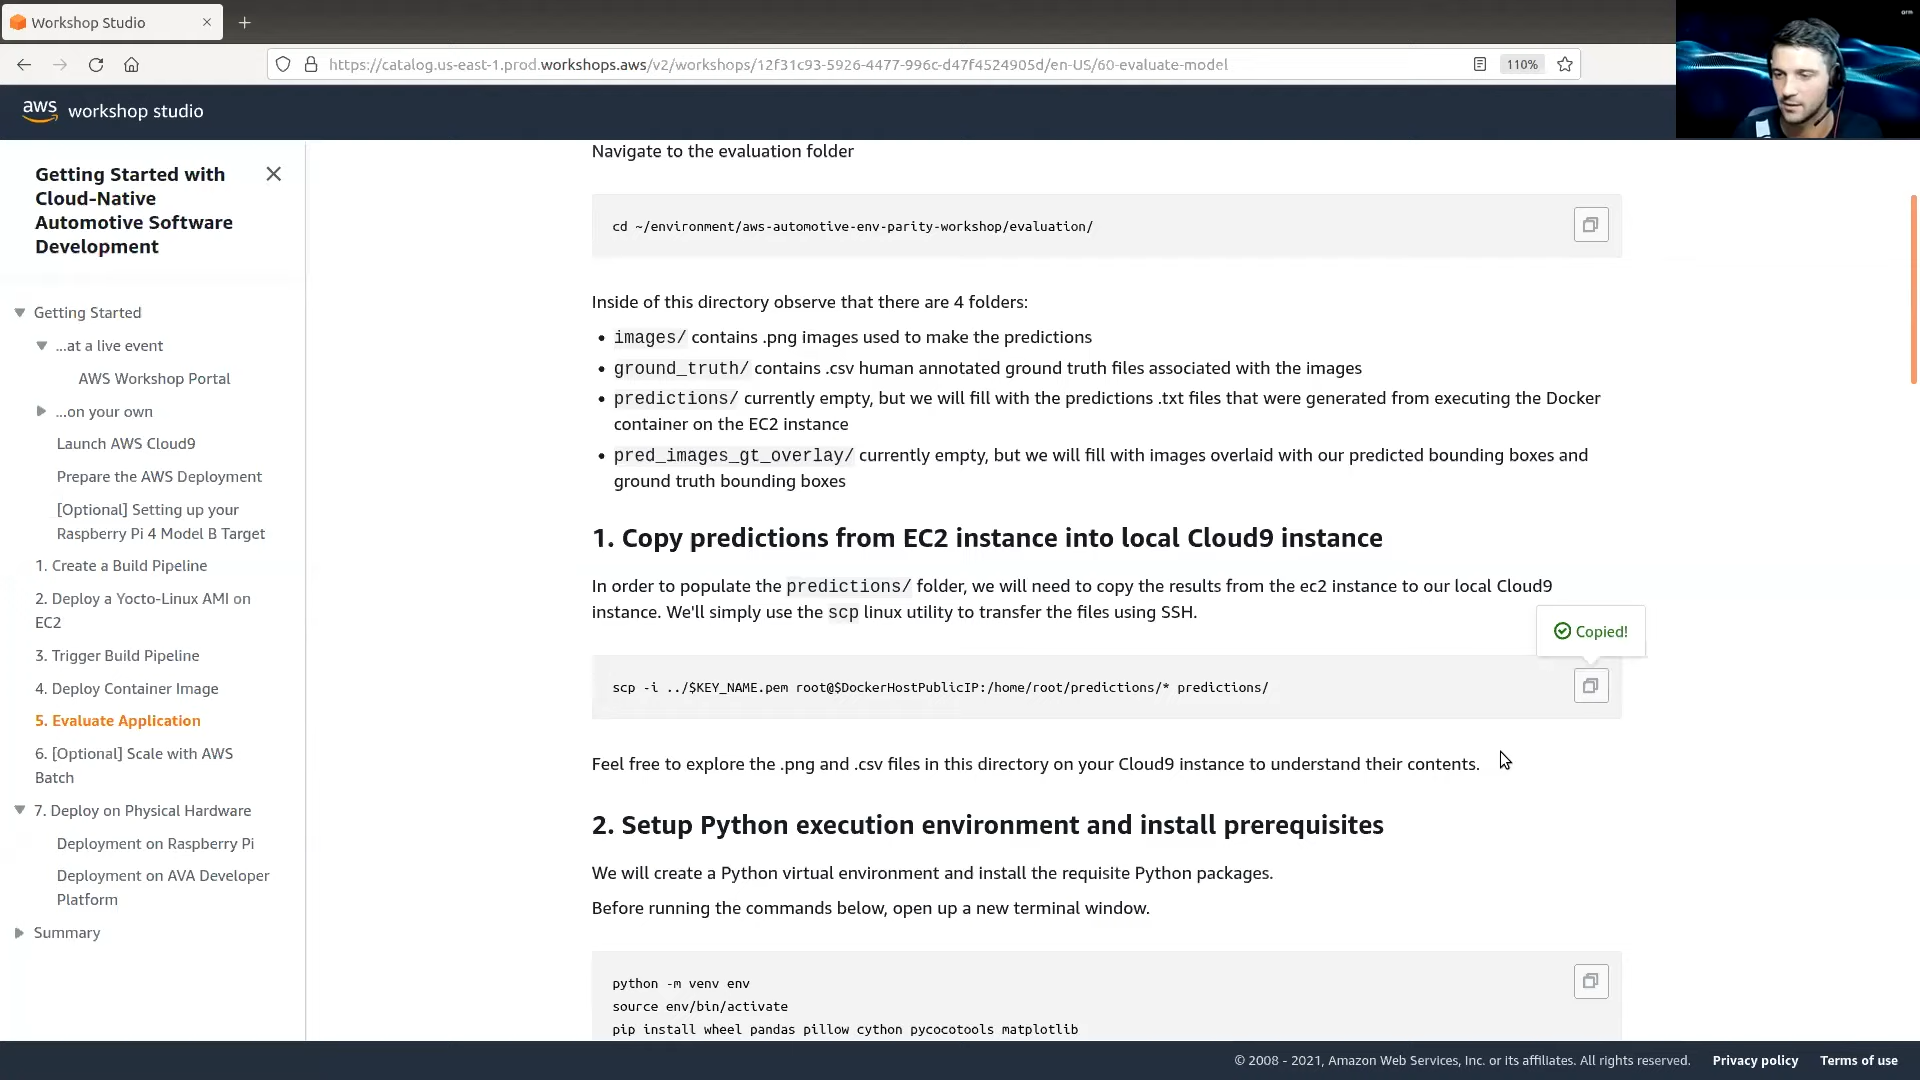 Workshop Studio
https://catalog.us-east-1.prod.workshops.aws/v2/workshops/12f31c93-5926-4477-996c-d47f4524905d/en-US/60-evaluate-model
110%
arm
aws workshop studio
Getting Started with
Cloud-Native
Automotive Software
Development
Getting Started
...at a live event
AWS Workshop Portal
...on your own
Launch AWS Cloud9
Prepare the AWS Deployment
[Optional] Setting up your
Raspberry Pi 4 Model B Target
1. Create a Build Pipeline
2. Deploy a Yocto-Linux AMI on
EC2
3. Trigger Build Pipeline
4. Deploy Container Image
5. Evaluate Application
6. [Optional] Scale with AWS
Batch
7. Deploy on Physical Hardware
Deployment on Raspberry Pi
Deployment on AVA Developer
Platform
Summary
Navigate to the evaluation folder
cd ~/environment/aws-automotive-env-parity-workshop/evaluation/
Inside of this directory observe that there are 4 folders:
• images/ contains .png images used to make the predictions
• ground_truth/ contains .csv human annotated ground truth files associated with the images
• predictions/ currently empty, but we will fill with the predictions .txt files that were generated from executing the Docker
container on the EC2 instance
• pred_images_gt_overlay/ currently empty, but we will fill with images overlaid with our predicted bounding boxes and
ground truth bounding boxes
1. Copy predictions from EC2 instance into local Cloud9 instance
In order to populate the predictions/ folder, we will need to copy the results from the ec2 instance to our local Cloud9
instance. We'll simply use the scp linux utility to transfer the files using SSH.
Copied!
scp -i ../$KEY_NAME.pem root@$DockerHostPublicIP:/home/root/predictions/* predictions/
Feel free to explore the .png and .csv files in this directory on your Cloud9 instance to understand their contents.
2. Setup Python execution environment and install prerequisites
We will create a Python virtual environment and install the requisite Python packages.
Before running the commands below, open up a new terminal window.
python -m venv env
source env/bin/activate
pip install wheel pandas pillow cython pycocotools matplotlib
© 2008 - 2021, Amazon Web Services, Inc. or its affiliates. All rights reserved. Privacy policy Terms of use